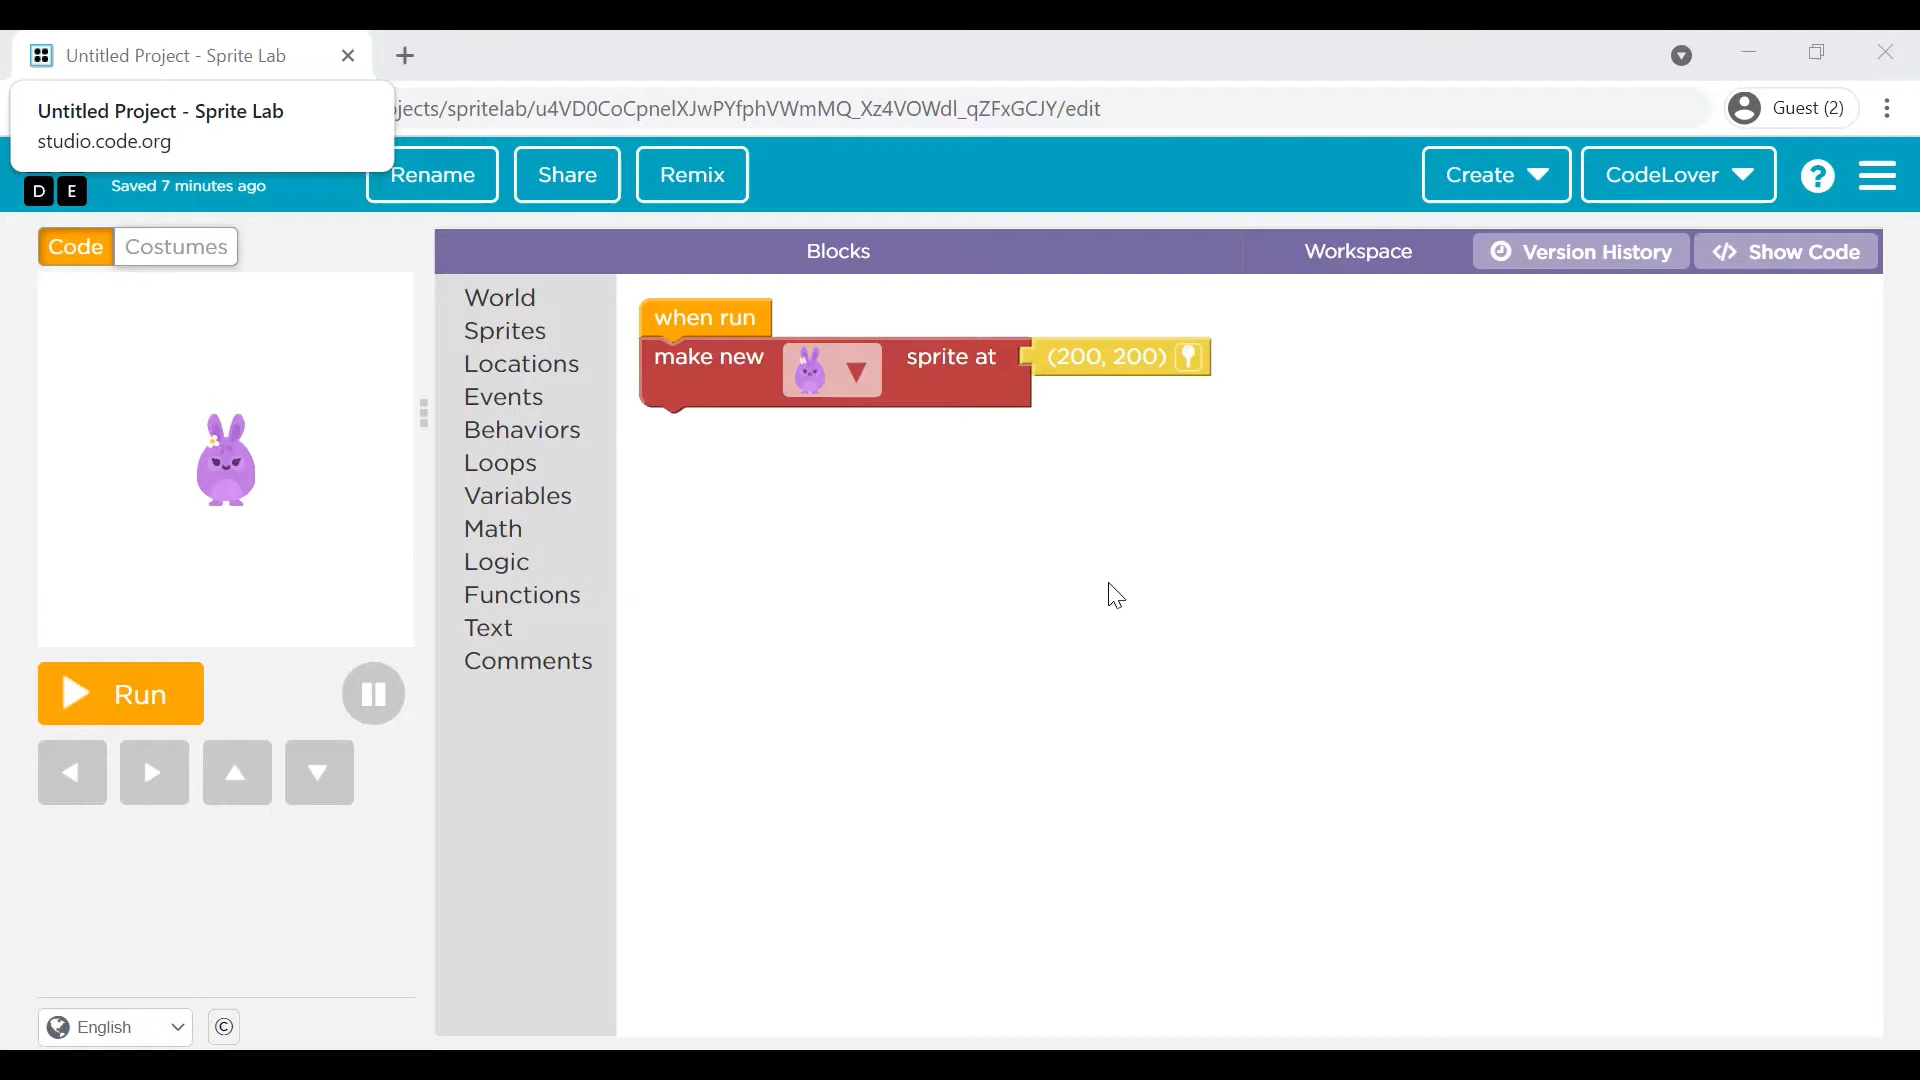 Untitled Project - Sprite Lab
Untitled Project - Sprite Lab
studio.code.org
jects/spritelab/u4VD0CoCpnelXJwPYfphVWmMQ_Xz4VOWdl_qZFxGCJY/edit
Guest (2)
D E
Saved 7 minutes ago
Rename
Share
Remix
Create
CodeLover
?
Code
Costumes
Blocks
Workspace
Version History
</> Show Code
World
Sprites
Locations
Events
Behaviors
Loops
Variables
Math
Logic
Functions
Text
Comments
when run
make new sprite at (200, 200)
Run
English
©